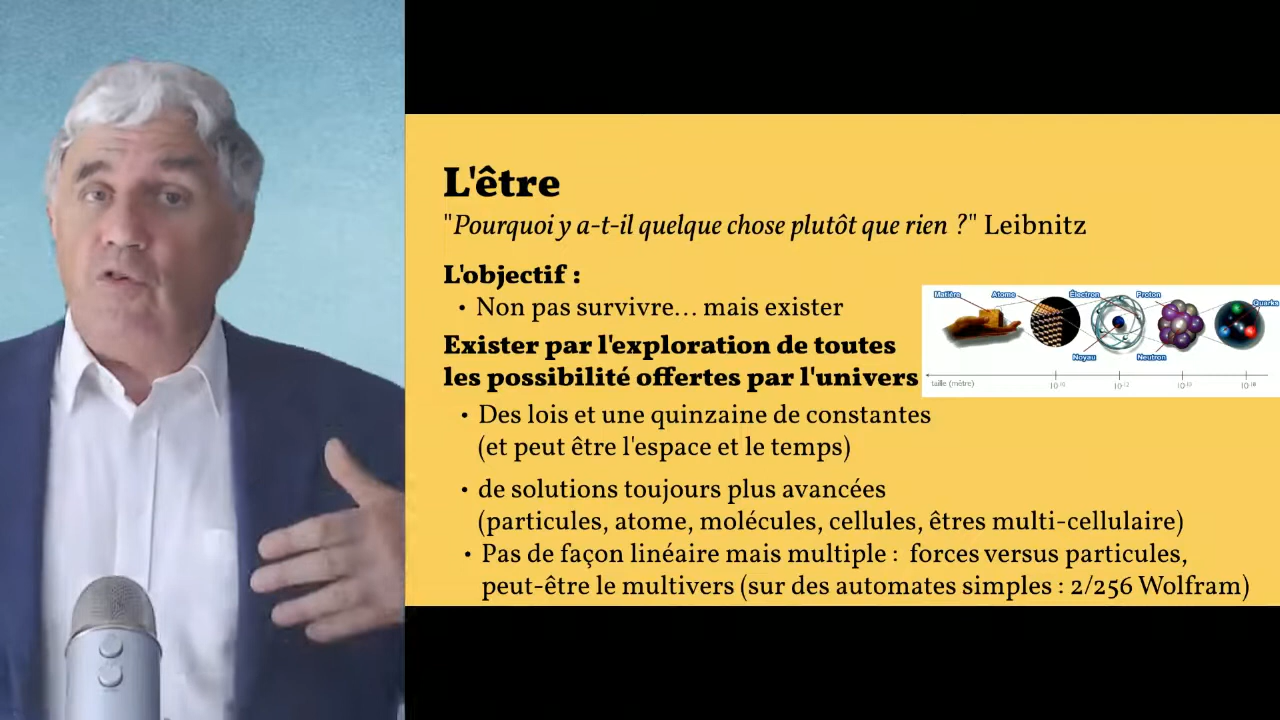 L'être
"Pourquoi y a-t-il quelque chose plutôt que rien ?" Leibnitz
L'objectif :
• Non pas survivre... mais exister
Exister par l'exploration de toutes
les possibilité offertes par l'univers
Matière Atome Électron Proton Quarks
Noyau Neutron
taille (mètre)
• Des lois et une quinzaine de constantes
(et peut être l'espace et le temps)
• de solutions toujours plus avancées
(particules, atome, molécules, cellules, êtres multi-cellulaire)
• Pas de façon linéaire mais multiple : forces versus particules,
peut-être le multivers (sur des automates simples : 2/256 Wolfram)